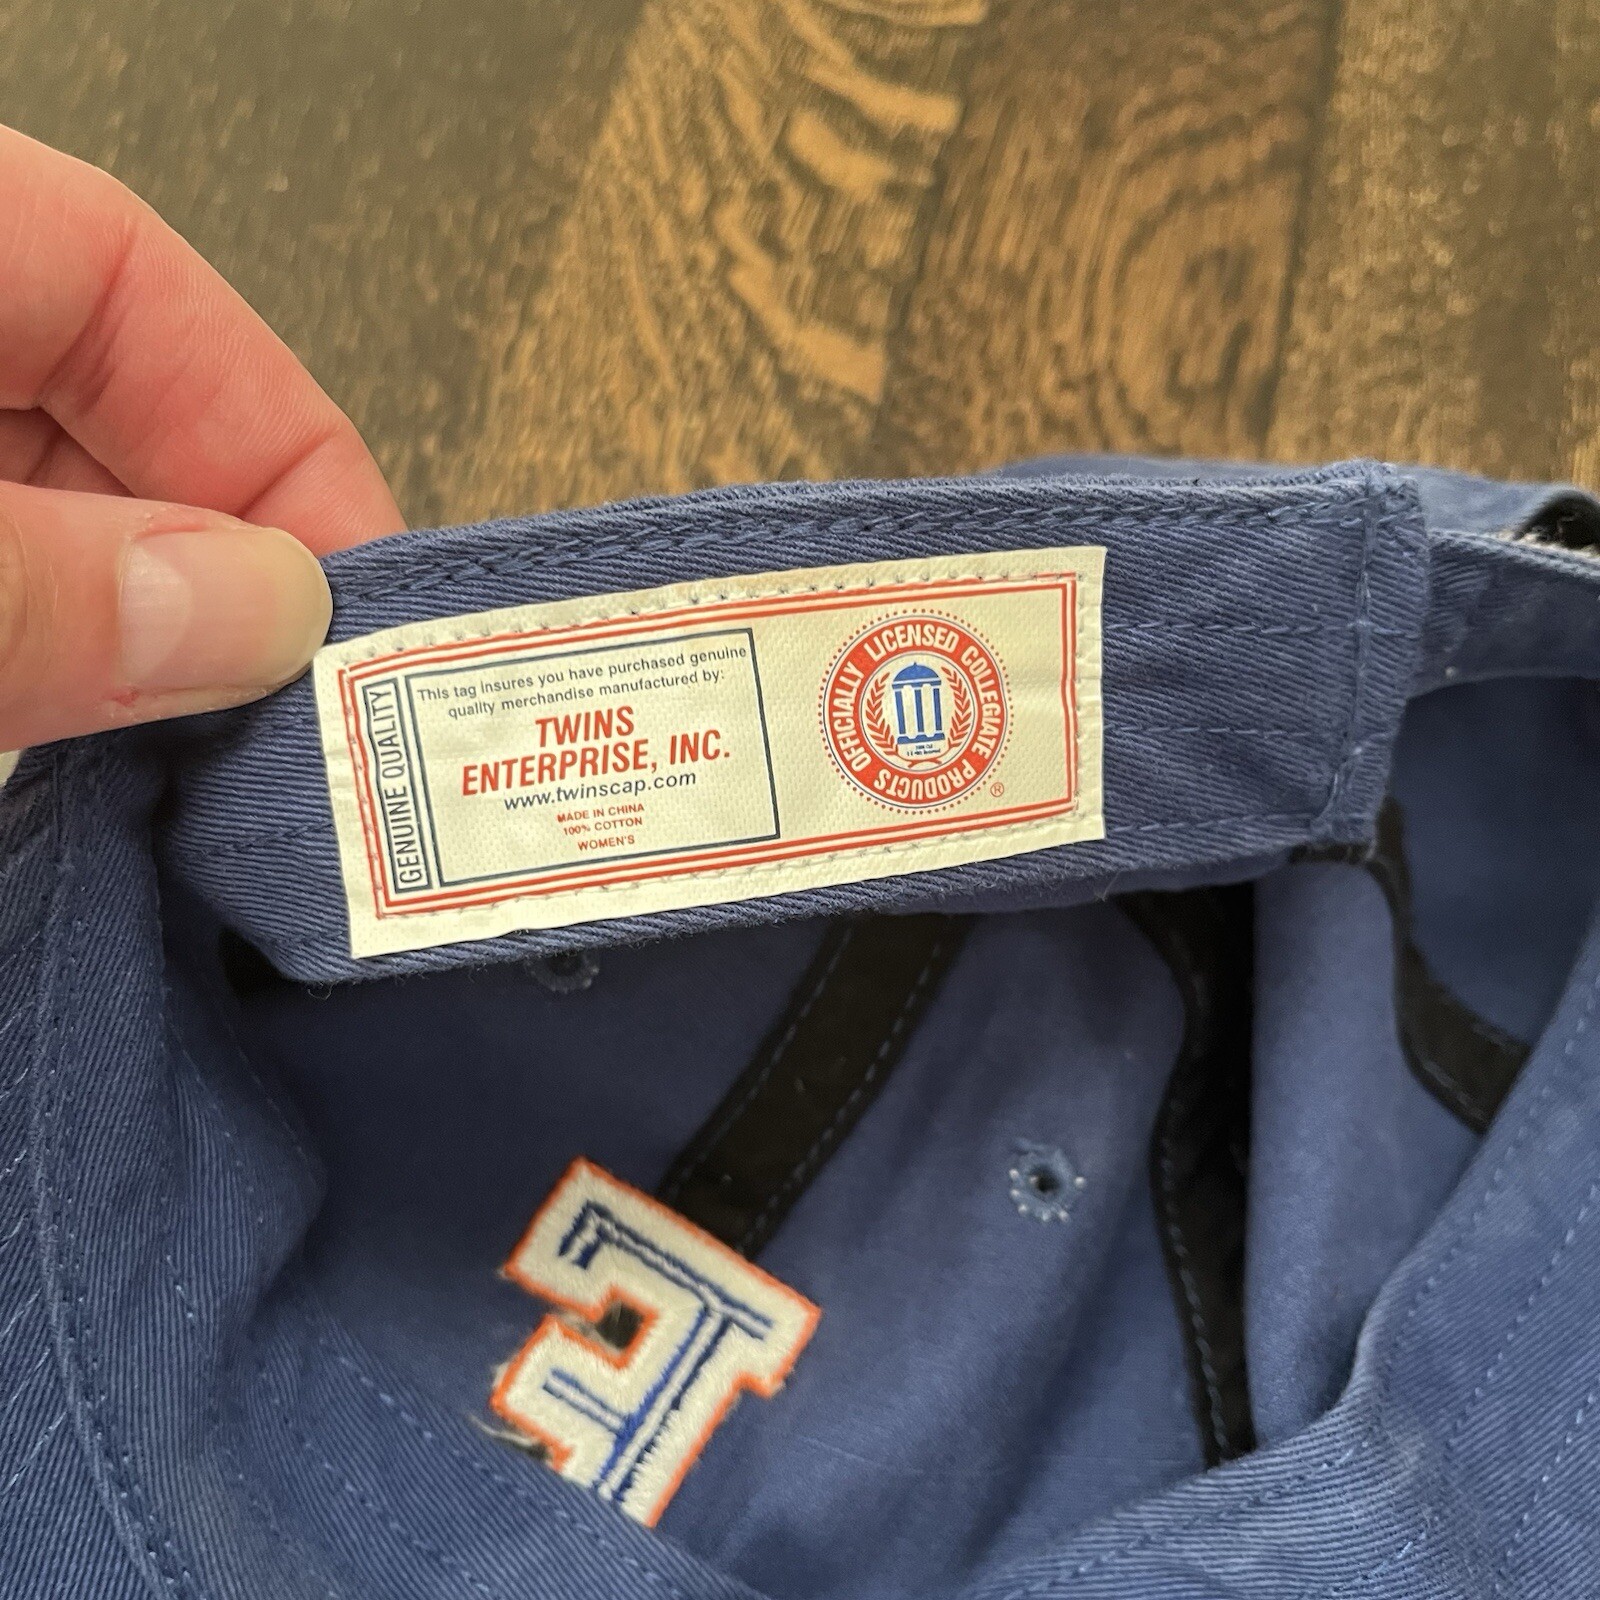 GENUINE QUALITY
This tag insures you have purchased genuine
quality merchandise manufactured by:
TWINS
ENTERPRISE, INC.
www.twinscap.com
MADE IN CHINA
100% COTTON
WOMEN'S
OFFICIALLY LICENSED COLLEGIATE PRODUCTS
®